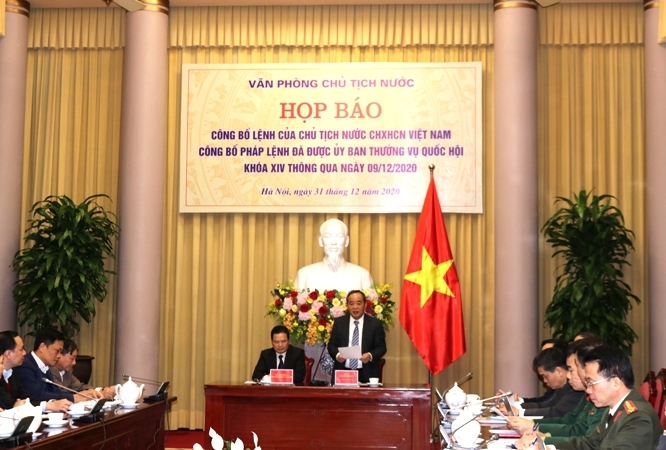 VĂN PHÒNG CHỦ TỊCH NƯỚC
HỌP BÁO
CÔNG BỐ LỆNH CỦA CHỦ TỊCH NƯỚC CHXHCN VIỆT NAM
CÔNG BỐ PHÁP LỆNH ĐÃ ĐƯỢC ỦY BAN THƯỜNG VỤ QUỐC HỘI
KHÓA XIV THÔNG QUA NGÀY 09/12/2020
Hà Nội, ngày 31 tháng 12 năm 2020